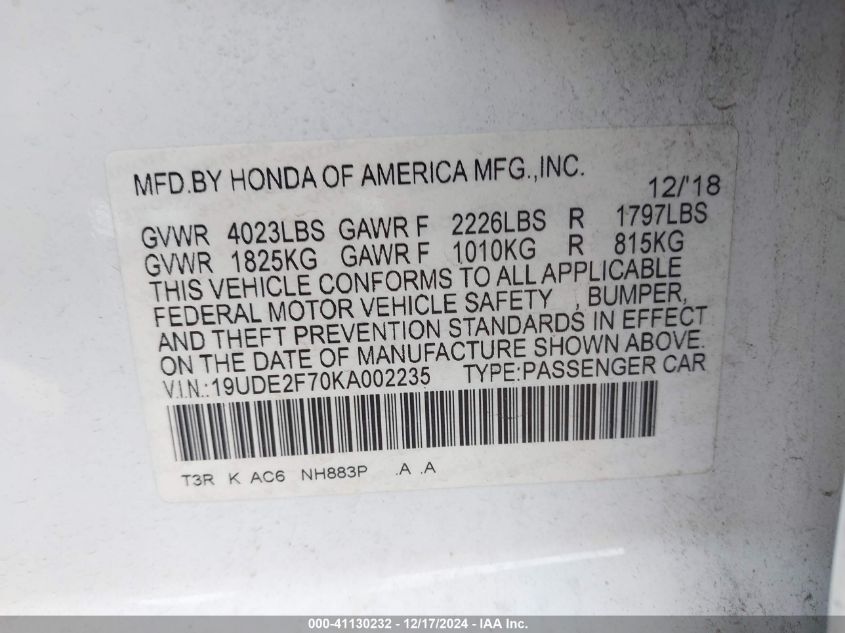 MFD.BY HONDA OF AMERICA MFG.,INC. 12/'18
GVWR 4023LBS GAWR F 2226LBS R 1797LBS
GVWR 1825KG GAWR F 1010KG R 815KG
THIS VEHICLE CONFORMS TO ALL APPLICABLE
FEDERAL MOTOR VEHICLE SAFETY , BUMPER,
AND THEFT PREVENTION STANDARDS IN EFFECT
ON THE DATE OF MANUFACTURE SHOWN ABOVE.
V.I.N.:19UDE2F70KA002235 TYPE:PASSENGER CAR
T3R K AC6 NH883P .A .A
000-41130232 - 12/17/2024 - IAA Inc.